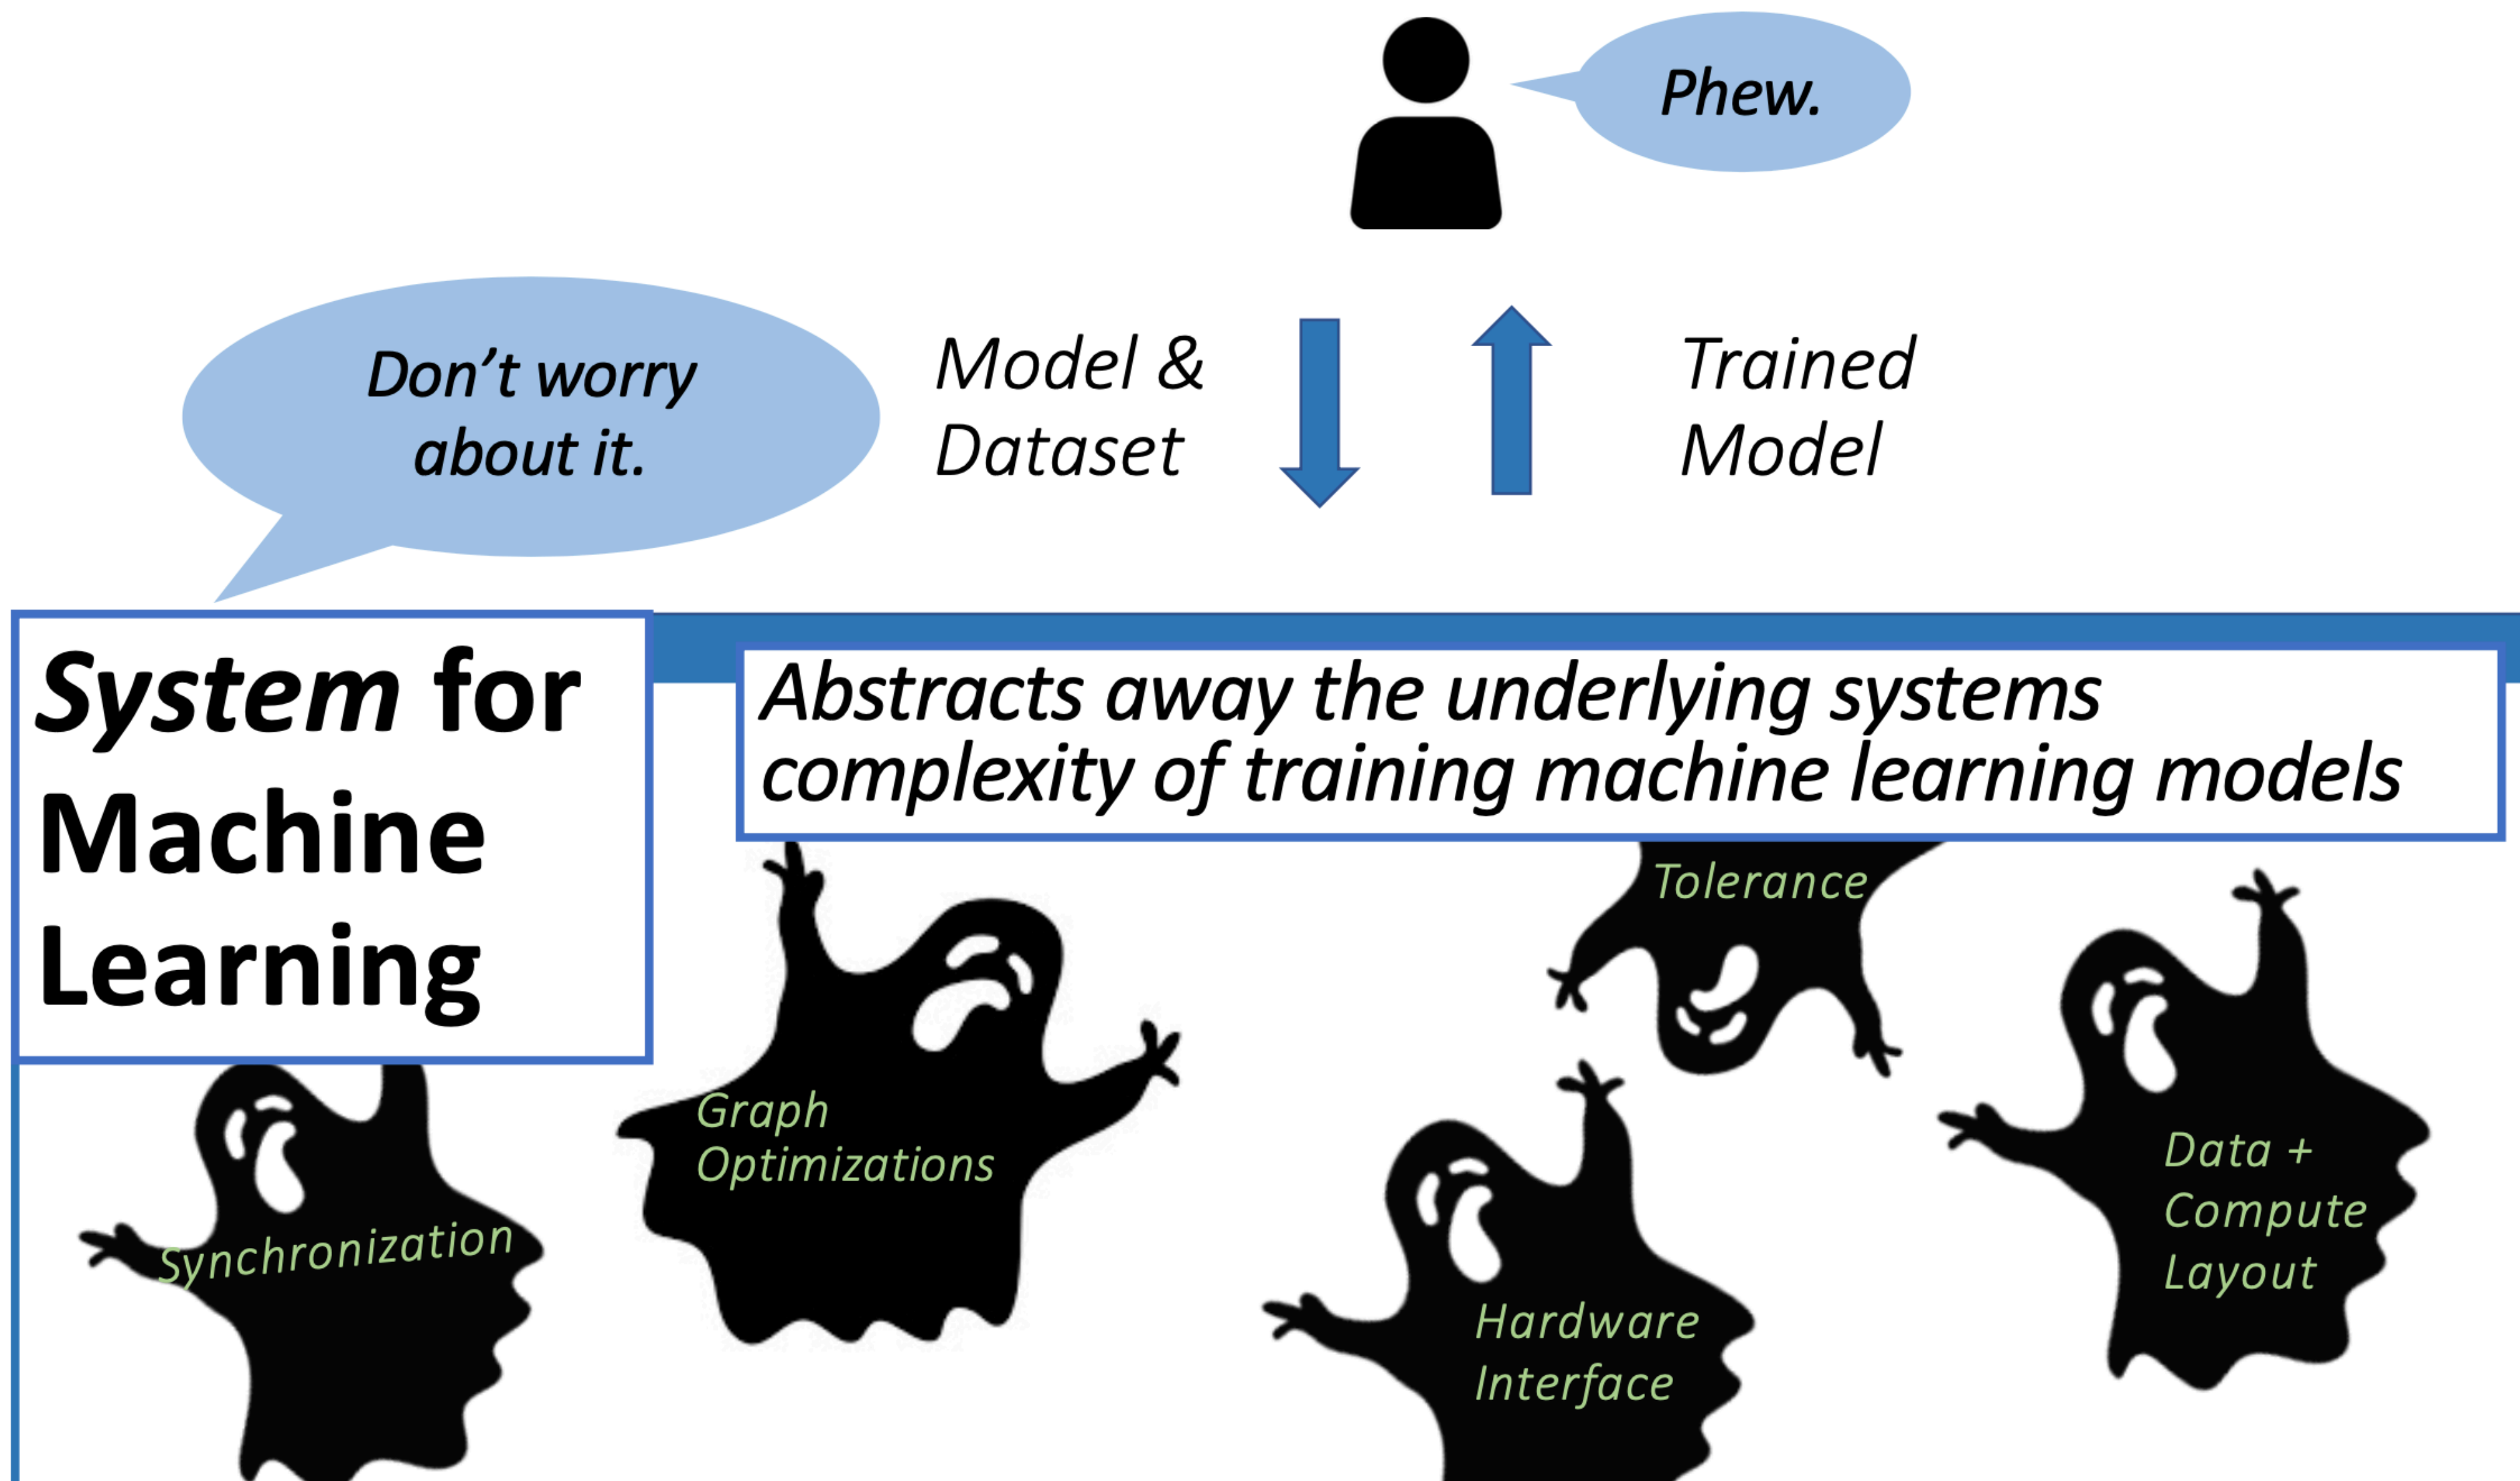 Phew.
Don't worry
about it.
Model &
Dataset
Trained
Model
System for
Machine
Learning
Abstracts away the underlying systems
complexity of training machine learning models
Tolerance
Graph
Optimizations
Data +
Compute
Layout
Synchronization
Hardware
Interface